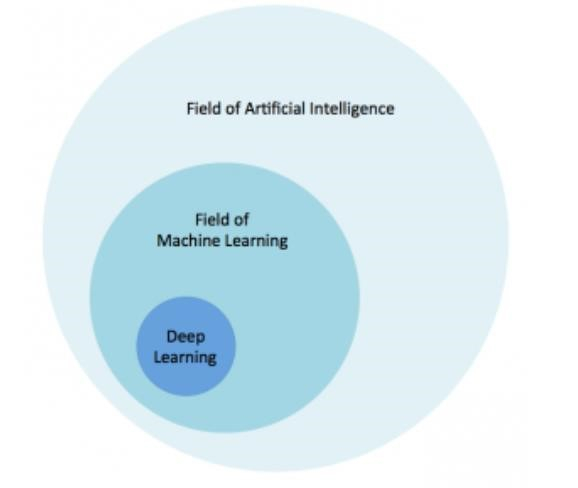 Field of Artificial Intelligence
Field of
Machine Learning
Deep
Learning